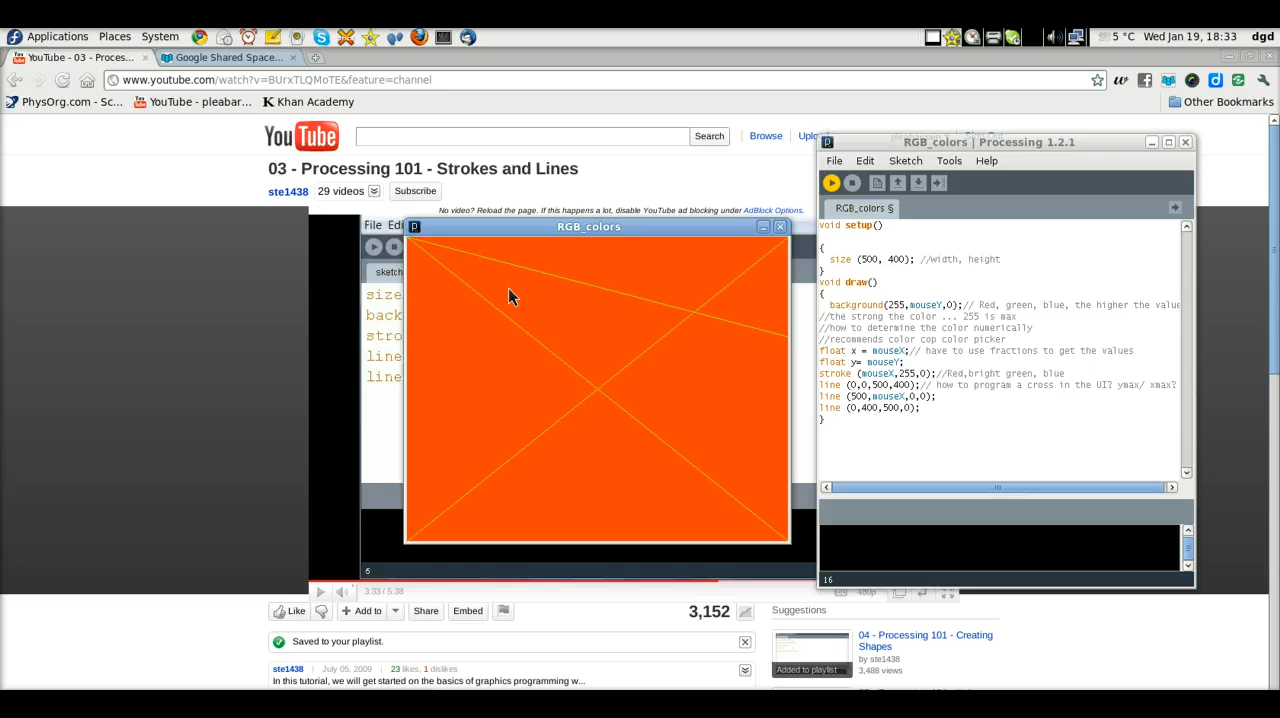 Applications Places System 5 °C Wed Jan 19, 18:33 dgd
YouTube - 03 - Proces... Google Shared Space...
www.youtube.com/watch?v=BUrxTLQMoTE&feature=channel
PhysOrg.com - Sc... YouTube - pleabar... Khan Academy Other Bookmarks
YouTube Search Browse
03 - Processing 101 - Strokes and Lines
ste1438 29 videos Subscribe
No video? Reload the page. If this happens a lot, disable YouTube ad blocking under AdBlock Options.
File
sketch
size
back
stro
line
line
5
RGB_colors
RGB_colors | Processing 1.2.1
File Edit Sketch Tools Help
RGB_colors §
void setup()
{
size (500, 400); //width, height
}
void draw()
{
background(255,mouseY,0);// Red, green, blue, the higher the value
//the strong the color ... 255 is max
//how to determine the color numerically
//recommends color cop color picker
float x = mouseX;// have to use fractions to get the values
float y= mouseY;
stroke (mouseX,255,0);//Red,bright green, blue
line (0,0,500,400);// how to program a cross in the UI? ymax/ xmax?
line (500,mouseX,0,0);
line (0,400,500,0);
}
16
3:33 / 5:38 480p
Like Add to Share Embed 3,152
Saved to your playlist.
ste1438 | July 05, 2009 | 23 likes, 1 dislikes
In this tutorial, we will get started on the basics of graphics programming w...
Suggestions
04 - Processing 101 - Creating
Shapes
by ste1438
3,488 views
Added to playlist